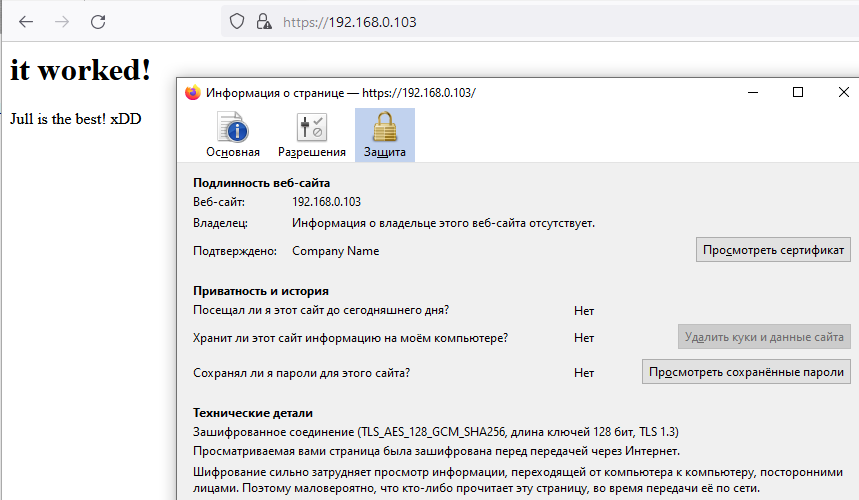 https://192.168.0.103
it worked!
Jull is the best! xDD
Информация о странице — https://192.168.0.103/
Основная Разрешения Защита
Подлинность веб-сайта
Веб-сайт: 192.168.0.103
Владелец: Информация о владельце этого веб-сайта отсутствует.
Подтверждено: Company Name Просмотреть сертификат
Приватность и история
Посещал ли я этот сайт до сегодняшнего дня? Нет
Хранит ли этот сайт информацию на моём компьютере? Нет Удалить куки и данные сайта
Сохранял ли я пароли для этого сайта? Нет Просмотреть сохранённые пароли
Технические детали
Зашифрованное соединение (TLS_AES_128_GCM_SHA256, длина ключей 128 бит, TLS 1.3)
Просматриваемая вами страница была зашифрована перед передачей через Интернет.
Шифрование сильно затрудняет просмотр информации, переходящей от компьютера к компьютеру, посторонними
лицами. Поэтому маловероятно, что кто-либо прочитает эту страницу, во время передачи её по сети.